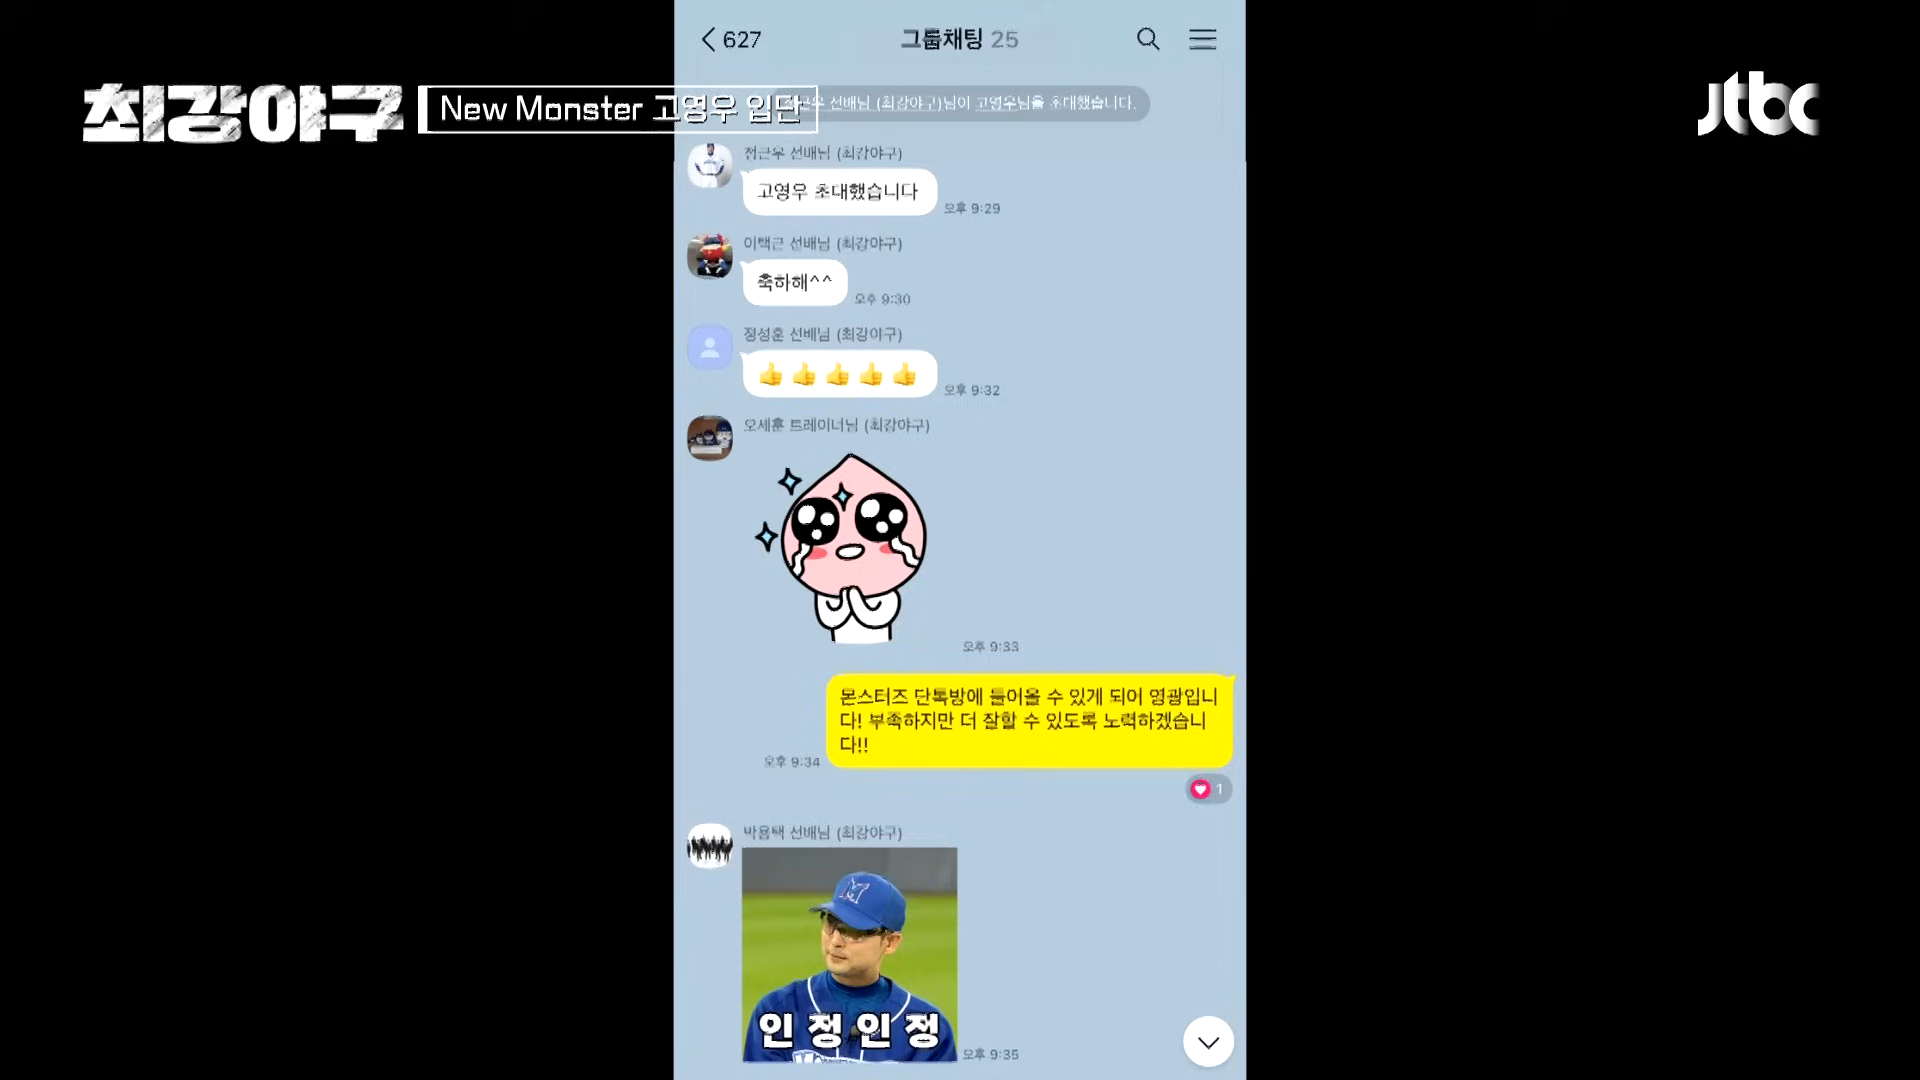 627
그룹채팅 25
최강야구
New Monster 고영우 입단
jtbc
선배님 (최강야구)님이 고영우님을 초대했습니다.
정근우 선배님 (최강야구)
고영우 초대했습니다
오후 9:29
이택근 선배님 (최강야구)
축하해^^
오후 9:30
정성훈 선배님 (최강야구)
👍👍👍👍👍
오후 9:32
오세훈 트레이너님 (최강야구)
오후 9:33
몬스터즈 단톡방에 들어올 수 있게 되어 영광입니
다! 부족하지만 더 잘할 수 있도록 노력하겠습니
다!!
오후 9:34
1
박용택 선배님 (최강야구)
M
인정인정
오후 9:35